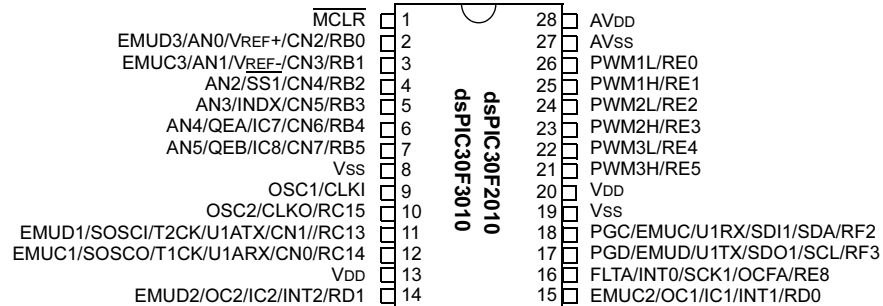 MCLR 1 28 AVDD
EMUD3/AN0/VREF+/CN2/RB0 2 27 AVSS
EMUC3/AN1/VREF-/CN3/RB1 3 26 PWM1L/RE0
AN2/SS1/CN4/RB2 4 25 PWM1H/RE1
AN3/INDX/CN5/RB3 5 24 PWM2L/RE2
AN4/QEA/IC7/CN6/RB4 6 23 PWM2H/RE3
AN5/QEB/IC8/CN7/RB5 7 22 PWM3L/RE4
VSS 8 21 PWM3H/RE5
OSC1/CLKI 9 20 VDD
OSC2/CLKO/RC15 10 19 VSS
EMUD1/SOSCI/T2CK/U1ATX/CN1//RC13 11 18 PGC/EMUC/U1RX/SDI1/SDA/RF2
EMUC1/SOSCO/T1CK/U1ARX/CN0/RC14 12 17 PGD/EMUD/U1TX/SDO1/SCL/RF3
VDD 13 16 FLTA/INT0/SCK1/OCFA/RE8
EMUD2/OC2/IC2/INT2/RD1 14 15 EMUC2/OC1/IC1/INT1/RD0
dsPIC30F2010
dsPIC30F3010